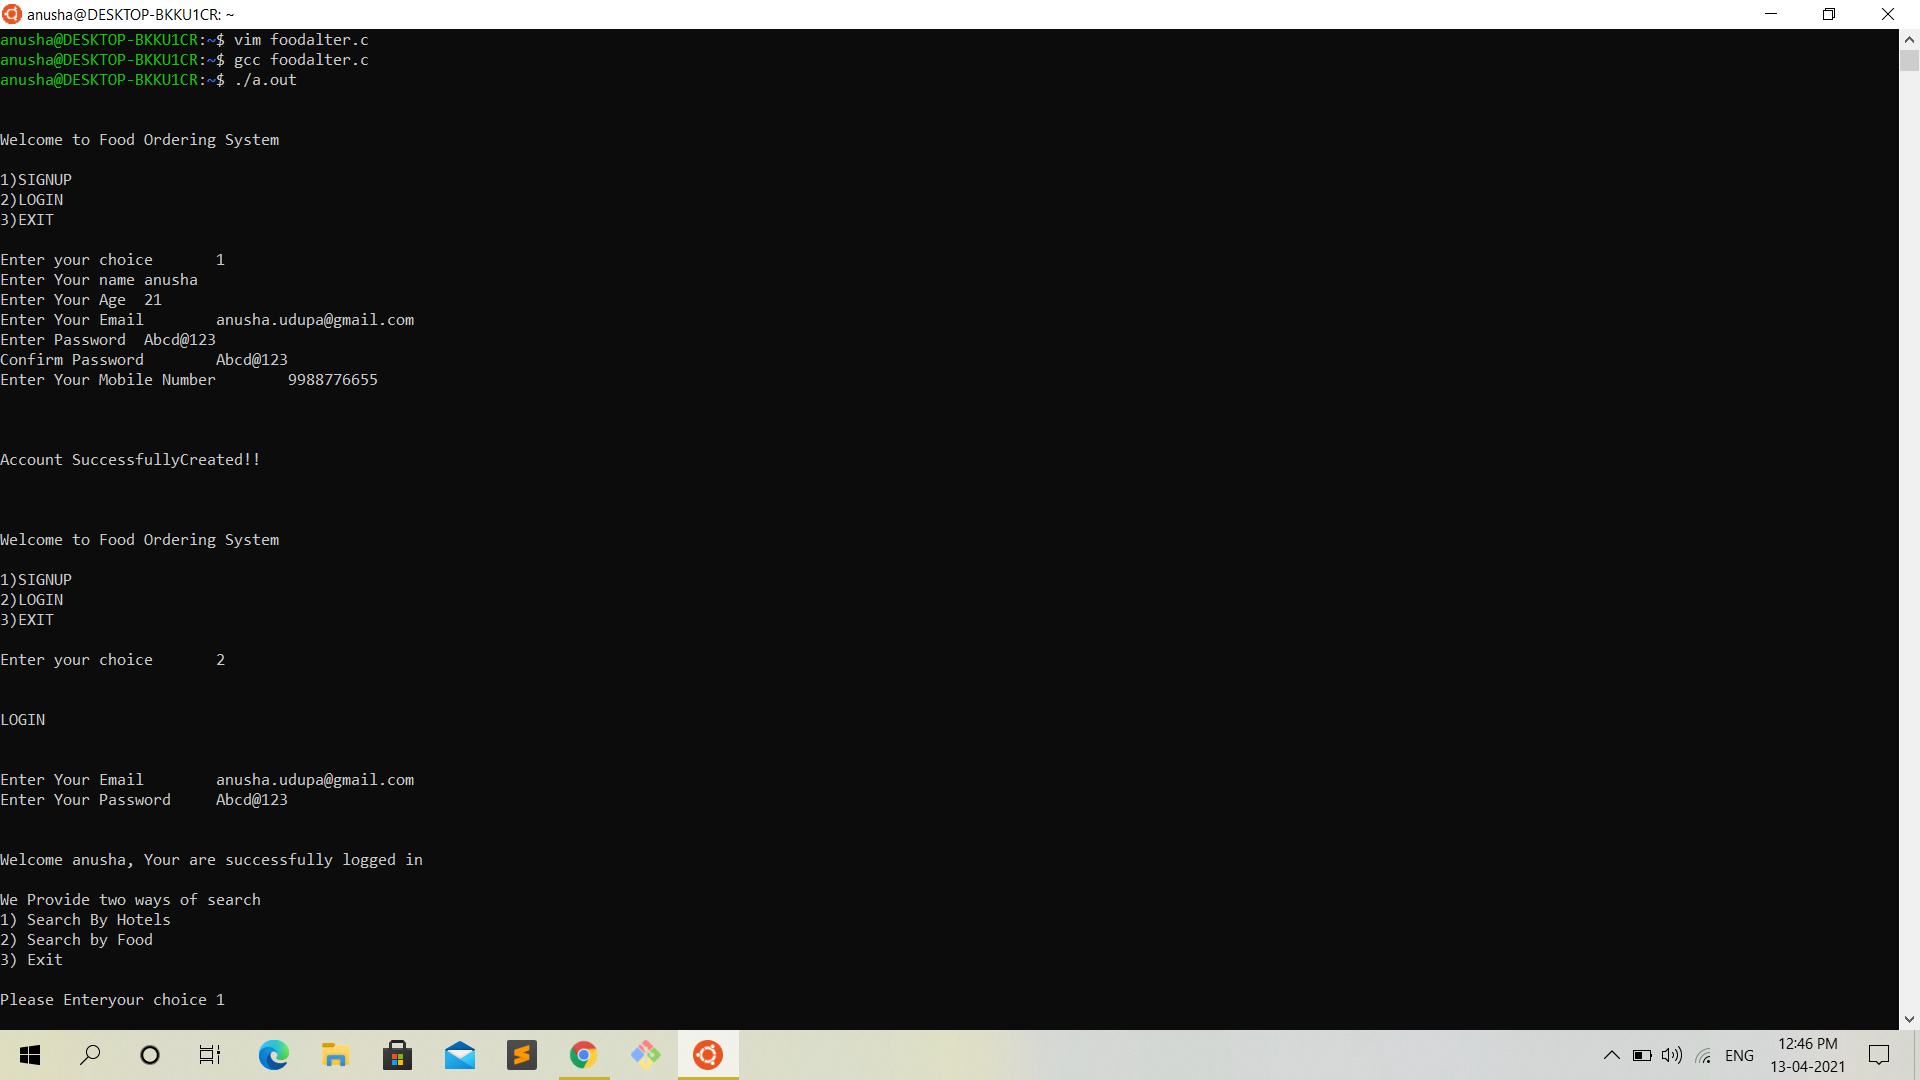 anusha@DESKTOP-BKKU1CR: ~
anusha@DESKTOP-BKKU1CR:~$ vim foodalter.c
anusha@DESKTOP-BKKU1CR:~$ gcc foodalter.c
anusha@DESKTOP-BKKU1CR:~$ ./a.out
Welcome to Food Ordering System
1)SIGNUP
2)LOGIN
3)EXIT
Enter your choice 1
Enter Your name anusha
Enter Your Age 21
Enter Your Email anusha.udupa@gmail.com
Enter Password Abcd@123
Confirm Password Abcd@123
Enter Your Mobile Number 9988776655
Account SuccessfullyCreated!!
Welcome to Food Ordering System
1)SIGNUP
2)LOGIN
3)EXIT
Enter your choice 2
LOGIN
Enter Your Email anusha.udupa@gmail.com
Enter Your Password Abcd@123
Welcome anusha, Your are successfully logged in
We Provide two ways of search
1) Search By Hotels
2) Search by Food
3) Exit
Please Enteryour choice 1
ENG
12:46 PM
13-04-2021